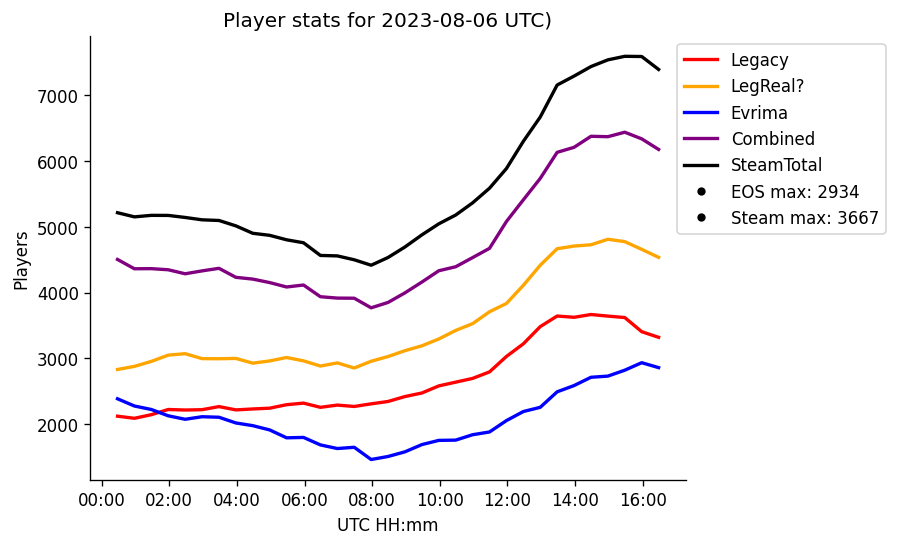 Player stats for 2023-08-06 UTC)
Legacy
LegReal?
Evrima
Combined
SteamTotal
EOS max: 2934
Steam max: 3667
7000
6000
5000
4000
3000
2000
Players
00:00 02:00 04:00 06:00 08:00 10:00 12:00 14:00 16:00
UTC HH:mm